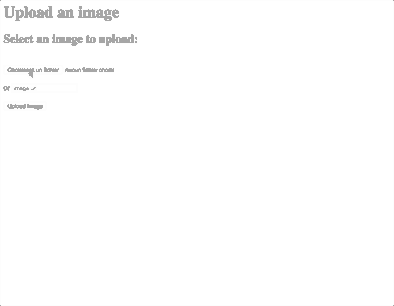 Upload an image
Select an image to upload:
Choisissez un fichier Aucun fichier choisi
or image
Upload Image